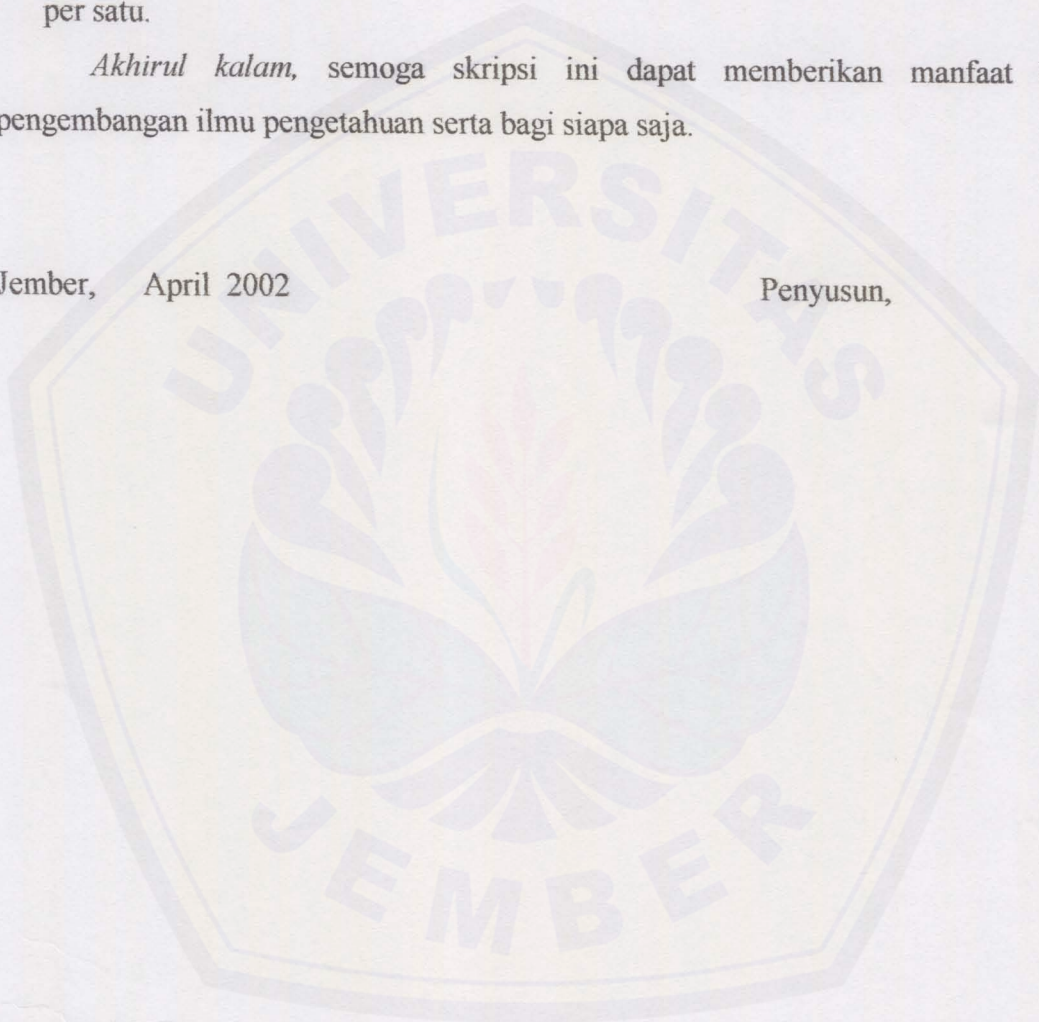 per satu.
Akhirul kalam, semoga skripsi ini dapat memberikan manfaat
pengembangan ilmu pengetahuan serta bagi siapa saja.
Jember, April 2002 Penyusun,
UNIVERSITAS
JEMBER